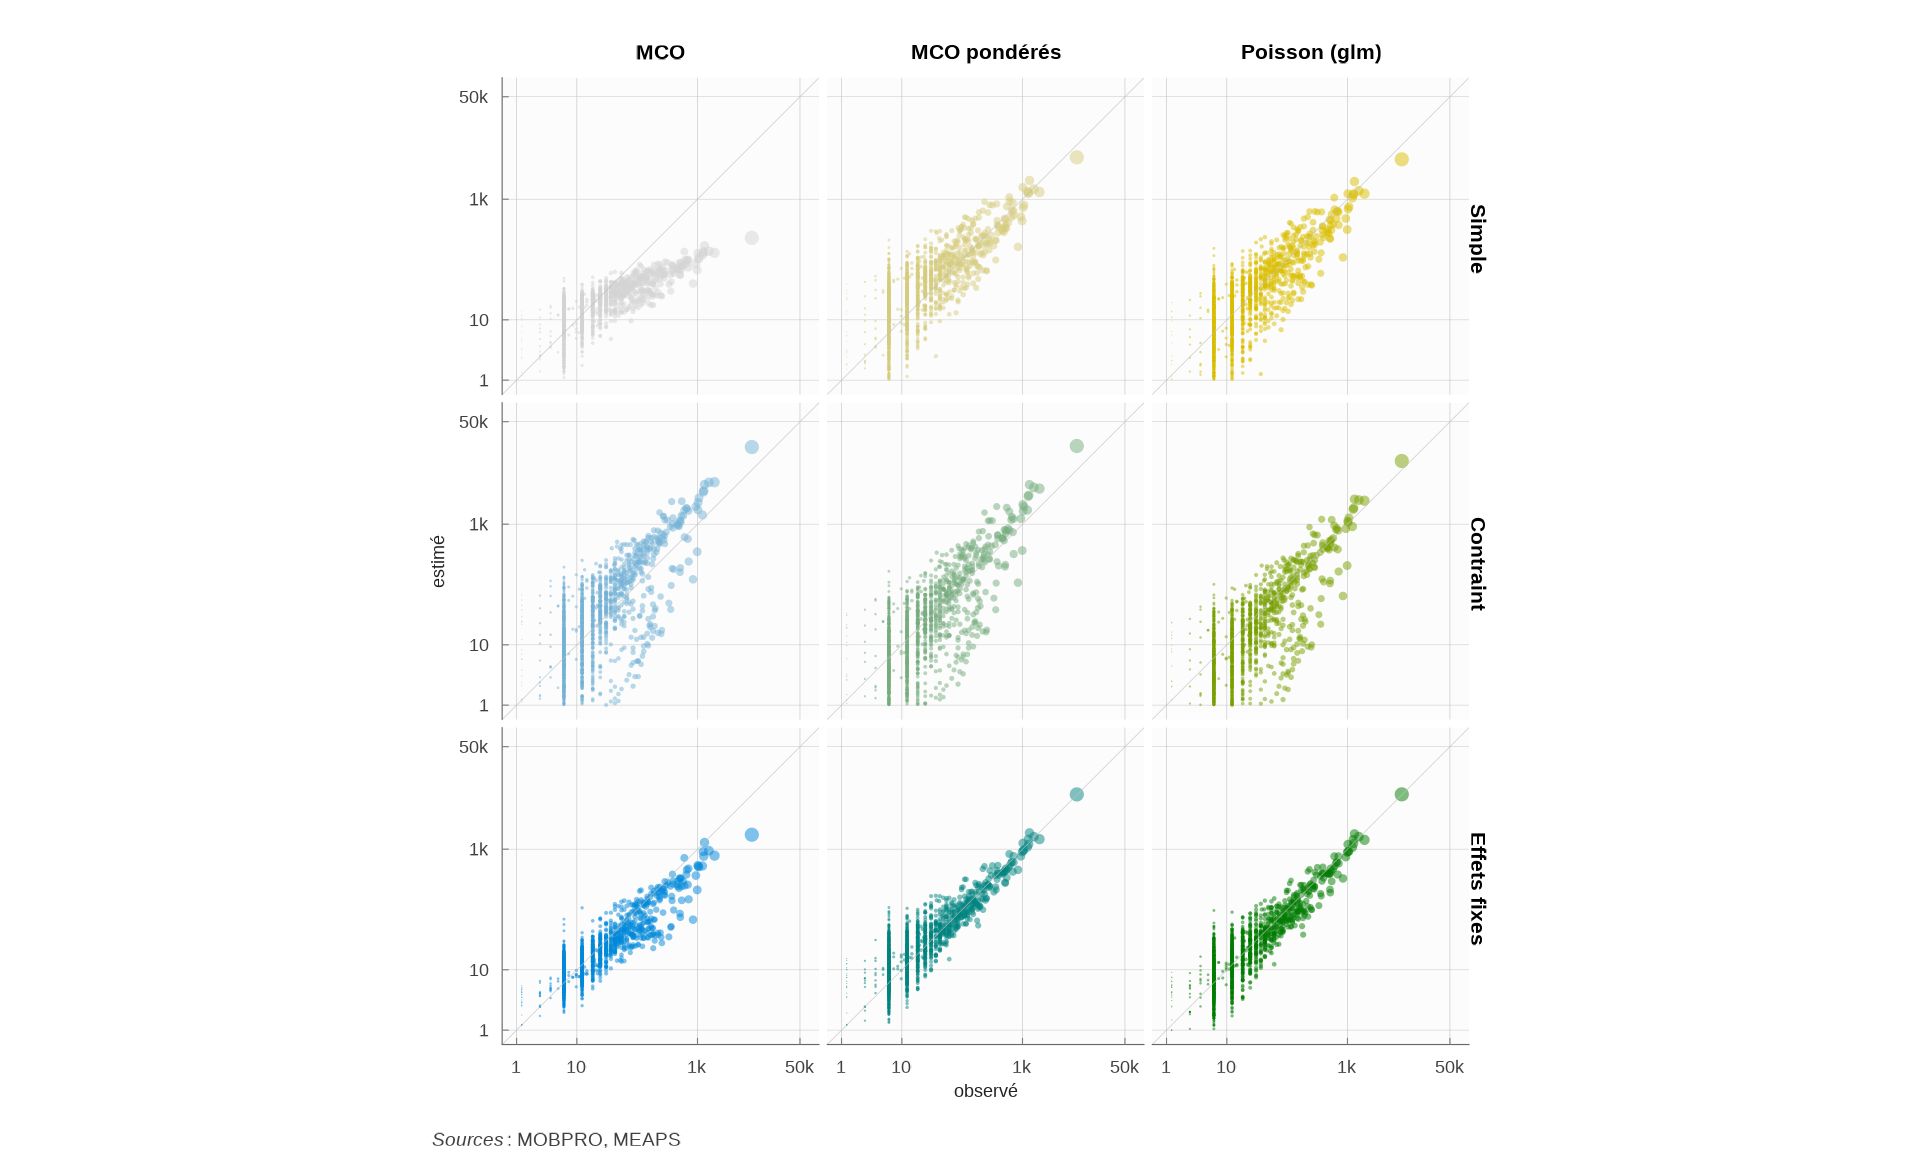 MCO MCO pondérés Poisson (glm)
50k
1k
10
1
Simple
50k
1k
10
1
Contraint
estimé
50k
1k
10
1
Effets fixes
1 10 1k 50k 1 10 1k 50k 1 10 1k 50k
observé
Sources : MOBPRO, MEAPS